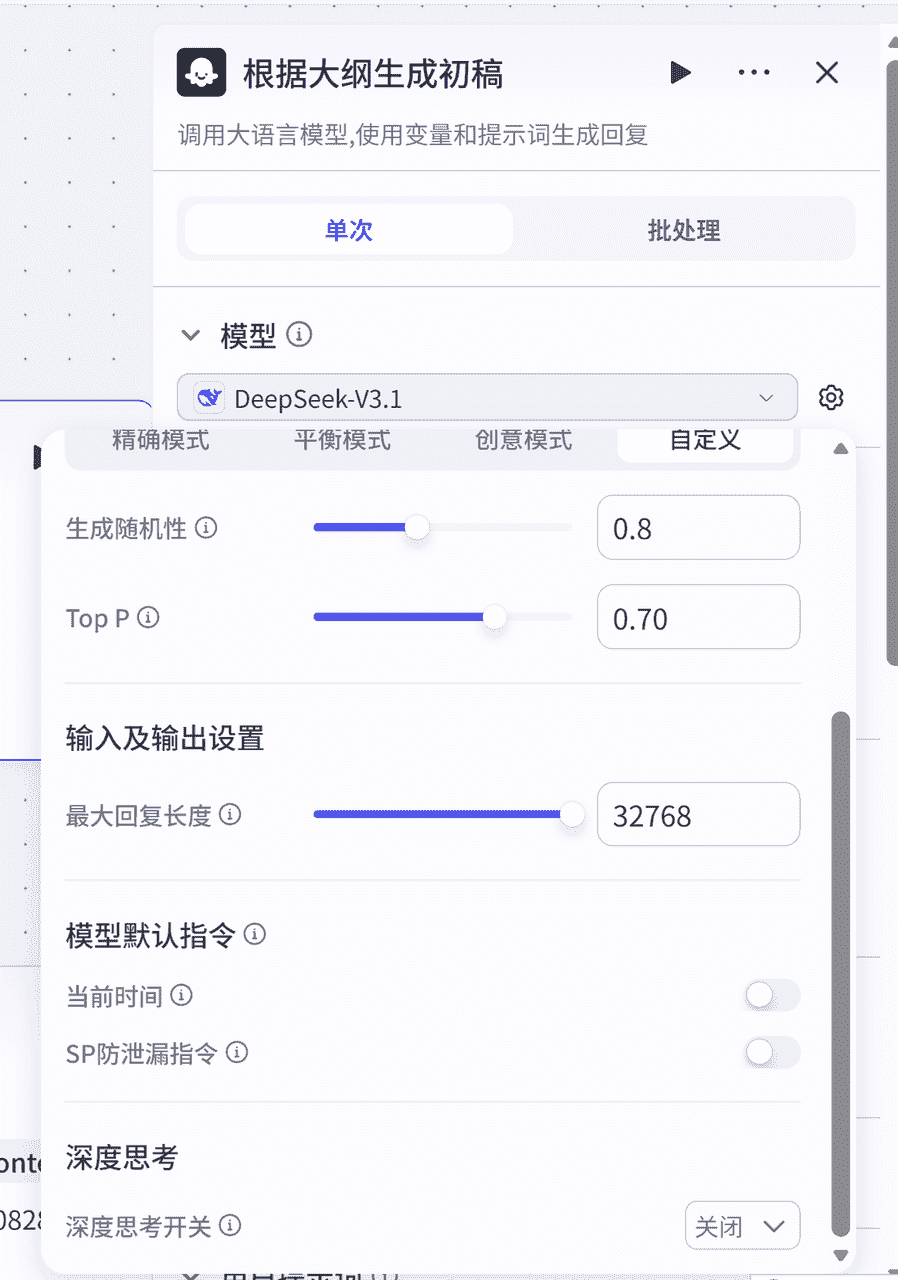 根据大纲生成初稿
调用大语言模型,使用变量和提示词生成回复
单次 批处理
模型
DeepSeek-V3.1
精确模式 平衡模式 创意模式 自定义
生成随机性 0.8
Top P 0.70
输入及输出设置
最大回复长度 32768
模型默认指令
当前时间
SP防泄漏指令
深度思考
onte
0828
深度思考开关 关闭